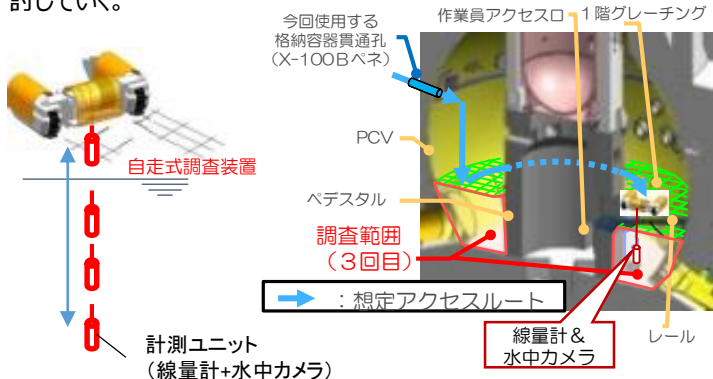 討していく。
自走式調査装置
計測ユニット
（線量計+水中カメラ）
今回使用する
格納容器貫通孔
（X-100Bペネ）
作業員アクセス口
1階グレーチング
PCV
ペデスタル
調査範囲
（3回目）
：想定アクセスルート
線量計＆
水中カメラ
レール